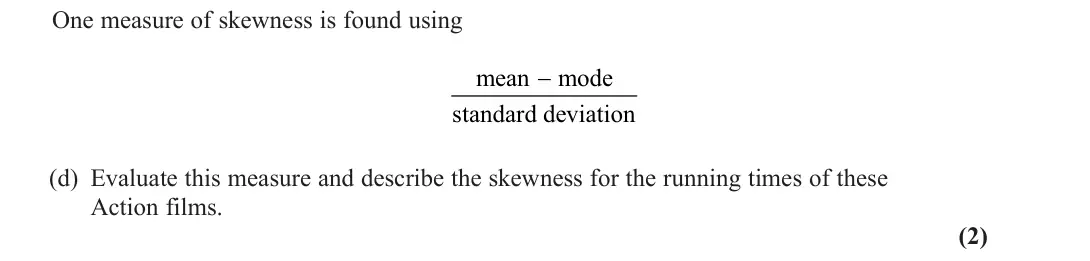 One measure of skewness is found using
mean − mode
standard deviation
(d) Evaluate this measure and describe the skewness for the running times of these
Action films.
(2)